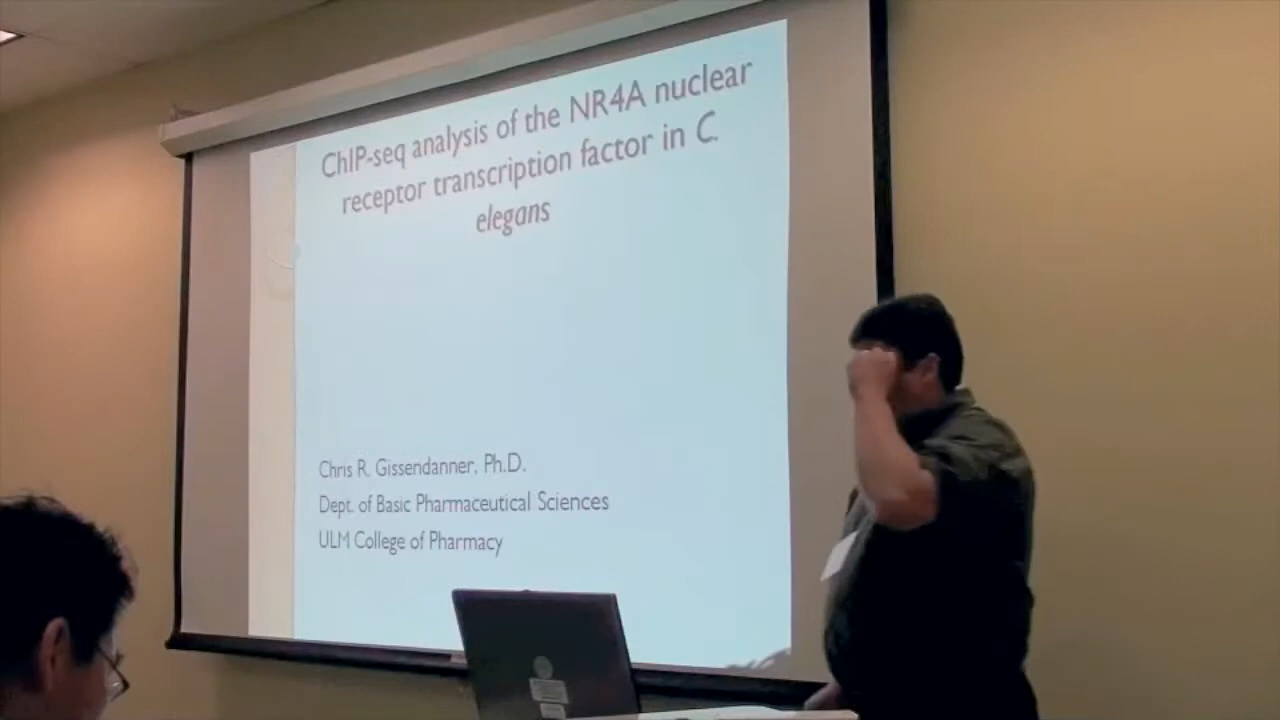 ChIP-seq analysis of the NR4A nuclear
receptor transcription factor in C.
elegans
Chris R. Gissendanner, Ph.D.
Dept. of Basic Pharmaceutical Sciences
ULM College of Pharmacy